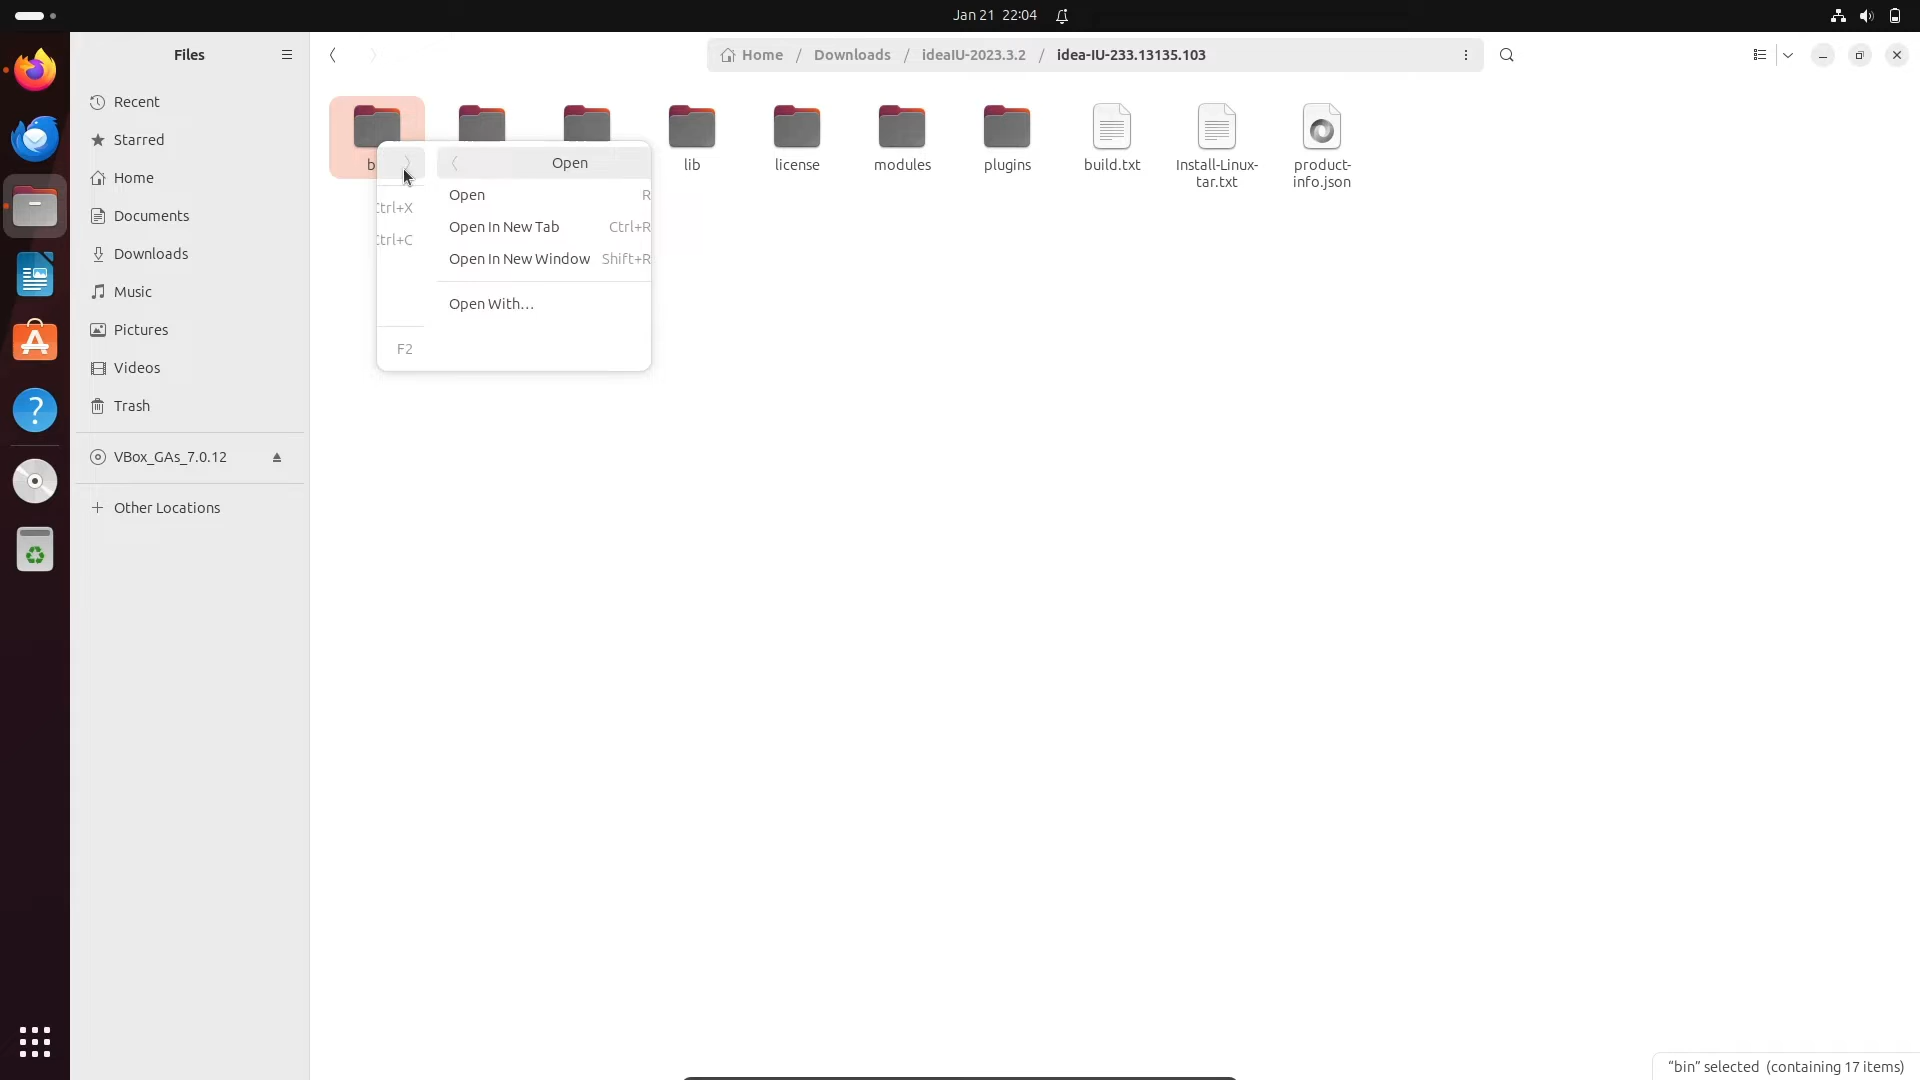 Jan 21 22:04
Files
Home / Downloads / ideaIU-2023.3.2 / idea-IU-233.13135.103
Recent
Starred
Home
Documents
Downloads
Music
Pictures
Videos
Trash
VBox_GAs_7.0.12
Other Locations
lib
license
modules
plugins
build.txt
Install-Linux-
tar.txt
product-
info.json
Open
Open R
Open In New Tab Ctrl+R
Open In New Window Shift+R
Open With…
Ctrl+X
Ctrl+C
F2
“bin” selected (containing 17 items)